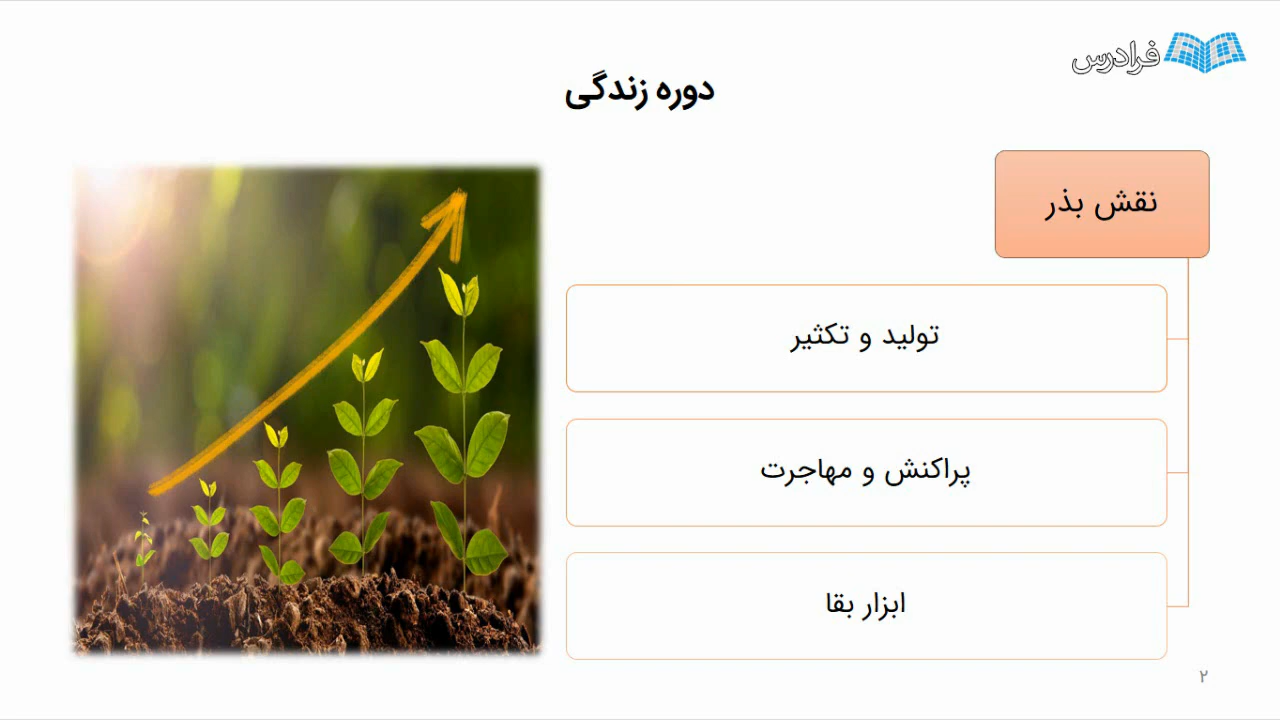 فرادرس
دوره زندگی
نقش بذر
تولید و تکثیر
پراکنش و مهاجرت
ابزار بقا
۲